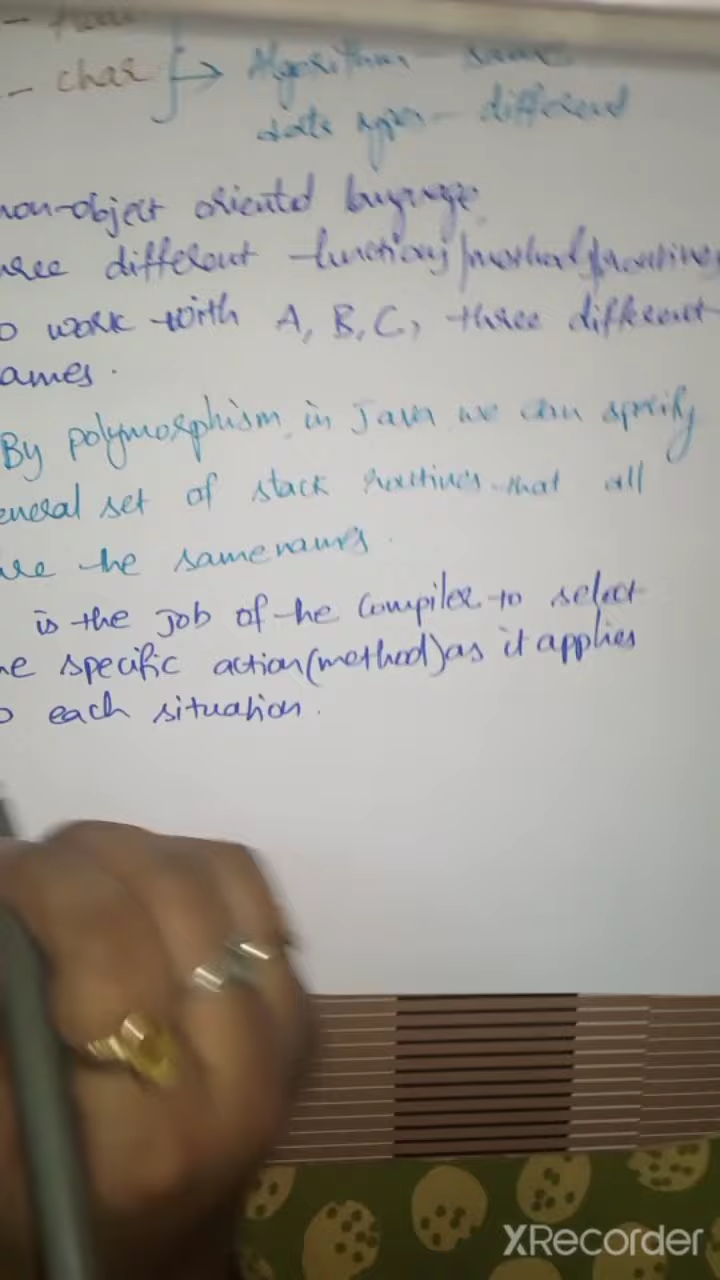 - char } → Algorithm - same
data types - different
non-object oriented language
three different functions/methods/routines
to work with A, B, C, three different
names.
By polymorphism in Java we can specify
general set of stack routines that all
are the same names.
is the job of the compiler to select
the specific action (method) as it applies
to each situation.
XRecorder